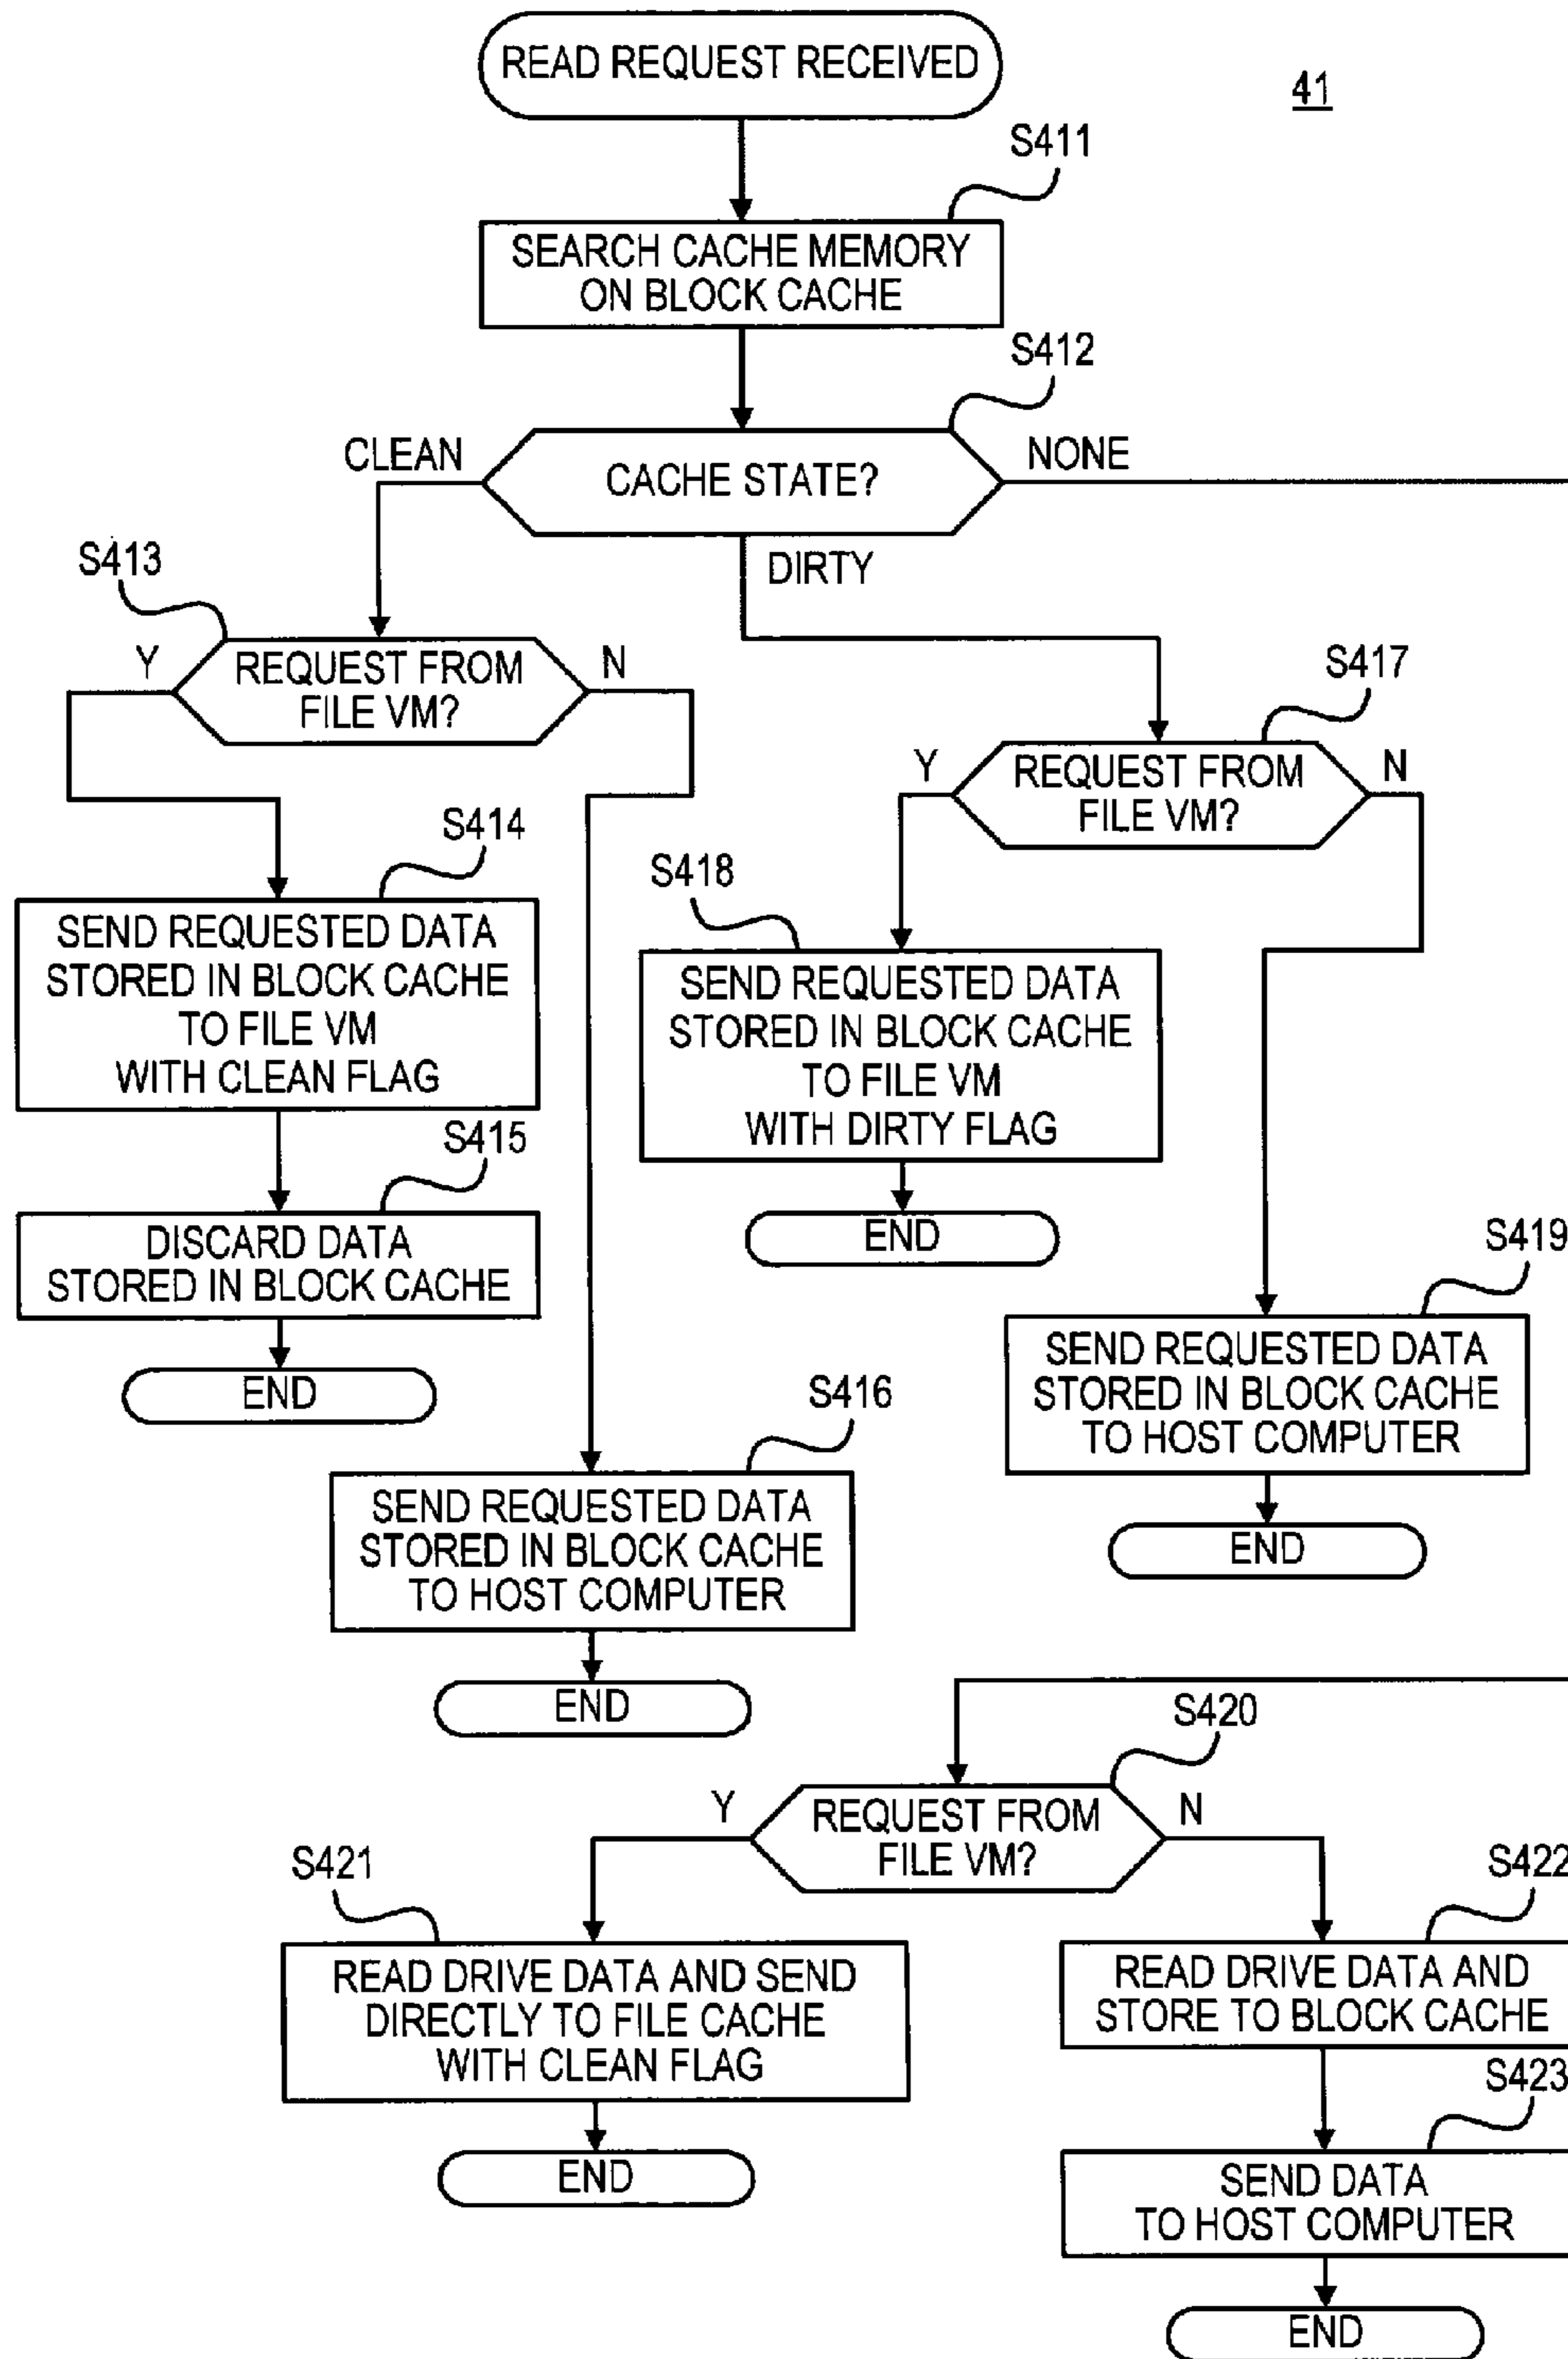 READ REQUEST RECEIVED
41
S411
SEARCH CACHE MEMORY
ON BLOCK CACHE
S412
CLEAN
CACHE STATE?
NONE
DIRTY
S413
Y
REQUEST FROM
FILE VM?
N
S417
Y
REQUEST FROM
FILE VM?
N
S414
SEND REQUESTED DATA
STORED IN BLOCK CACHE
TO FILE VM
WITH CLEAN FLAG
S418
SEND REQUESTED DATA
STORED IN BLOCK CACHE
TO FILE VM
WITH DIRTY FLAG
END
S415
DISCARD DATA
STORED IN BLOCK CACHE
END
S419
SEND REQUESTED DATA
STORED IN BLOCK CACHE
TO HOST COMPUTER
END
S416
SEND REQUESTED DATA
STORED IN BLOCK CACHE
TO HOST COMPUTER
END
S420
Y
REQUEST FROM
FILE VM?
N
S421
READ DRIVE DATA AND SEND
DIRECTLY TO FILE CACHE
WITH CLEAN FLAG
END
S422
READ DRIVE DATA AND
STORE TO BLOCK CACHE
S423
SEND DATA
TO HOST COMPUTER
END